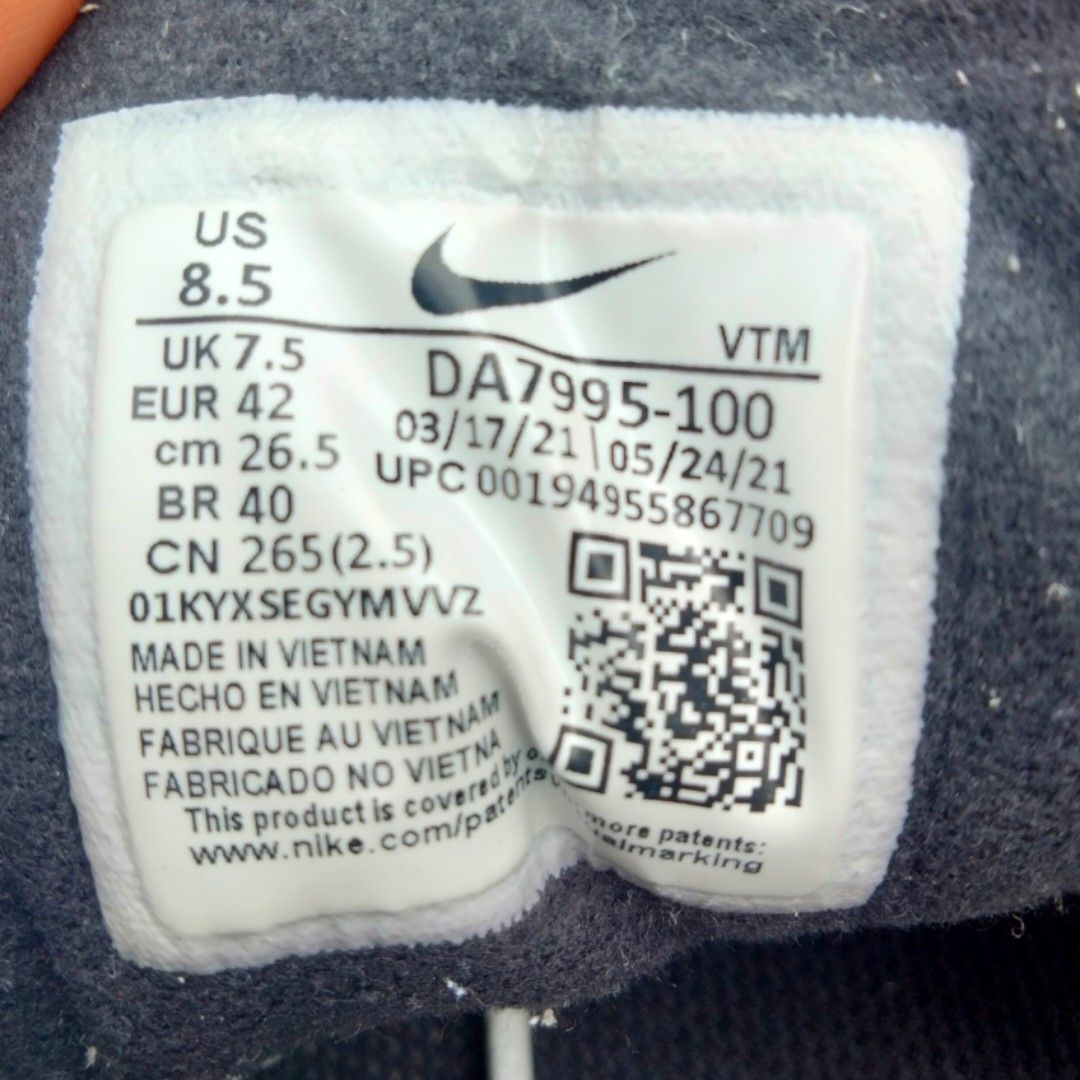 US
8.5
VTM
UK 7.5
EUR 42
cm 26.5
BR 40
CN 265(2.5)
DA7995-100
03/17/21\05/24/21
UPC 00194955867709
01KYXSEGYMVVZ
MADE IN VIETNAM
HECHO EN VIETNAM
FABRIQUE AU VIETNAM
FABRICADO NO VIETNA
This product is covered by
more patents:
www.nike.com/patents